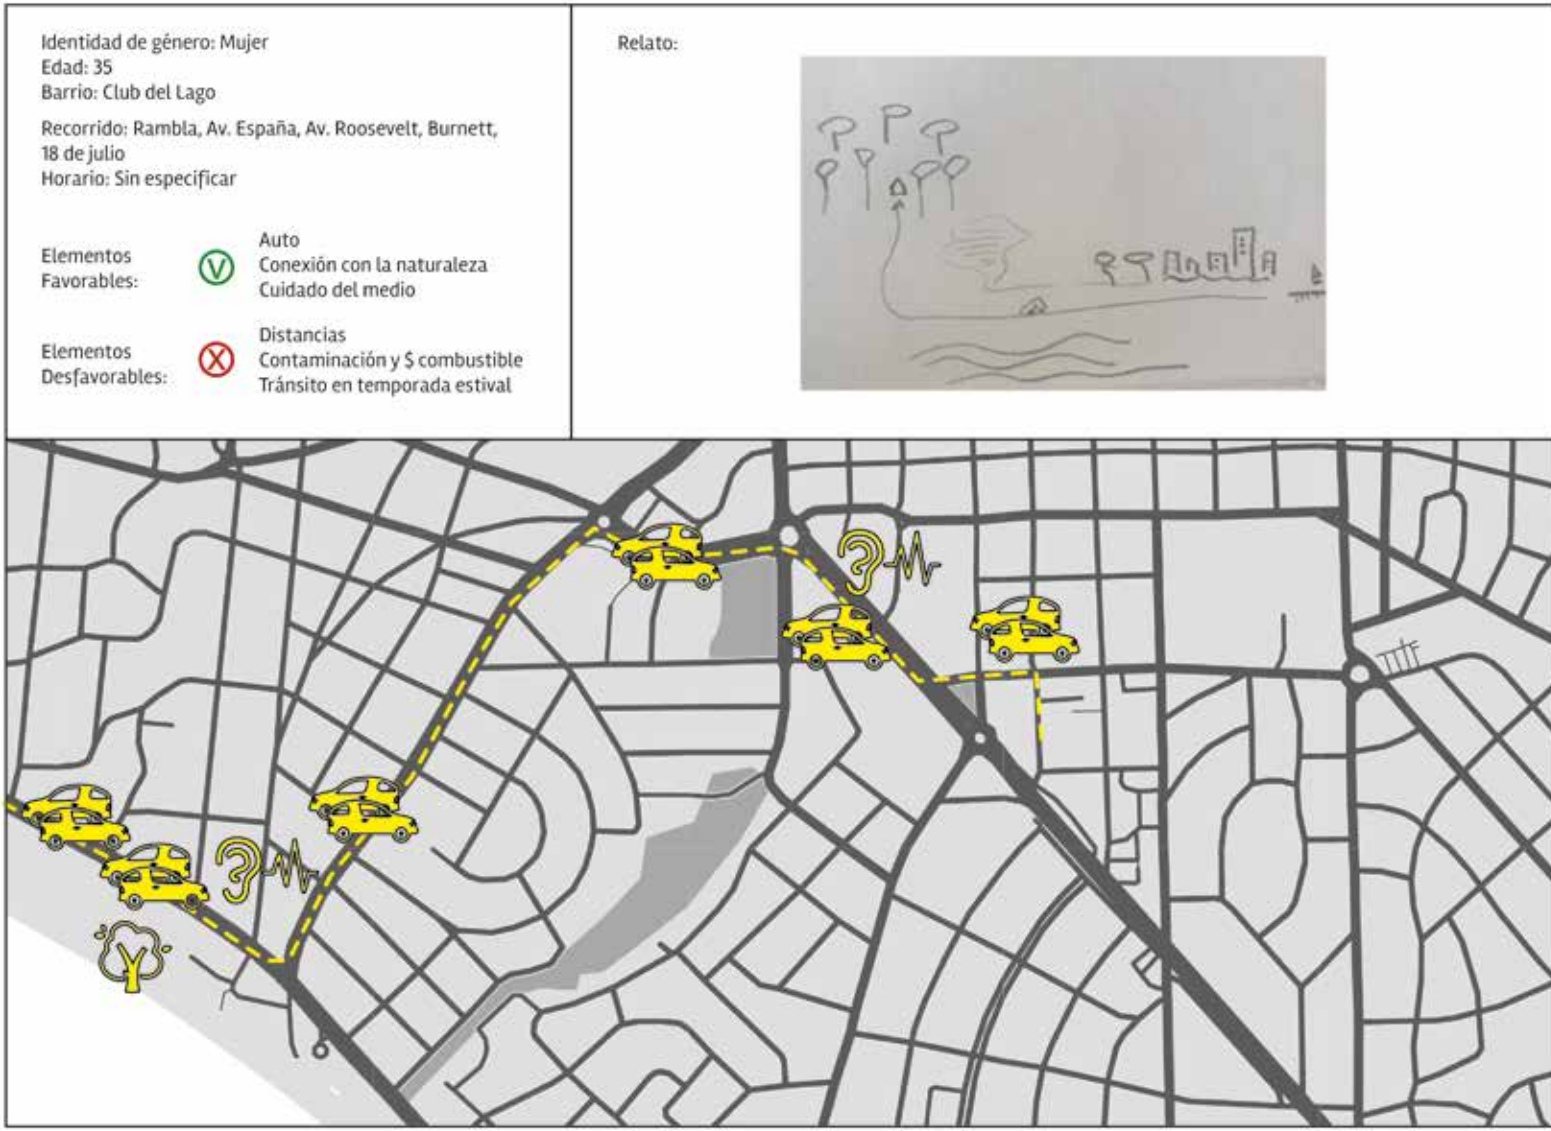 Identidad de género: Mujer
Edad: 35
Barrio: Club del Lago
Recorrido: Rambla, Av. España, Av. Roosevelt, Burnett,
18 de julio
Horario: Sin especificar
Elementos
Favorables:
V
Auto
Conexión con la naturaleza
Cuidado del medio
Elementos
Desfavorables:
X
Distancias
Contaminación y $ combustible
Tránsito en temporada estival
Relato: